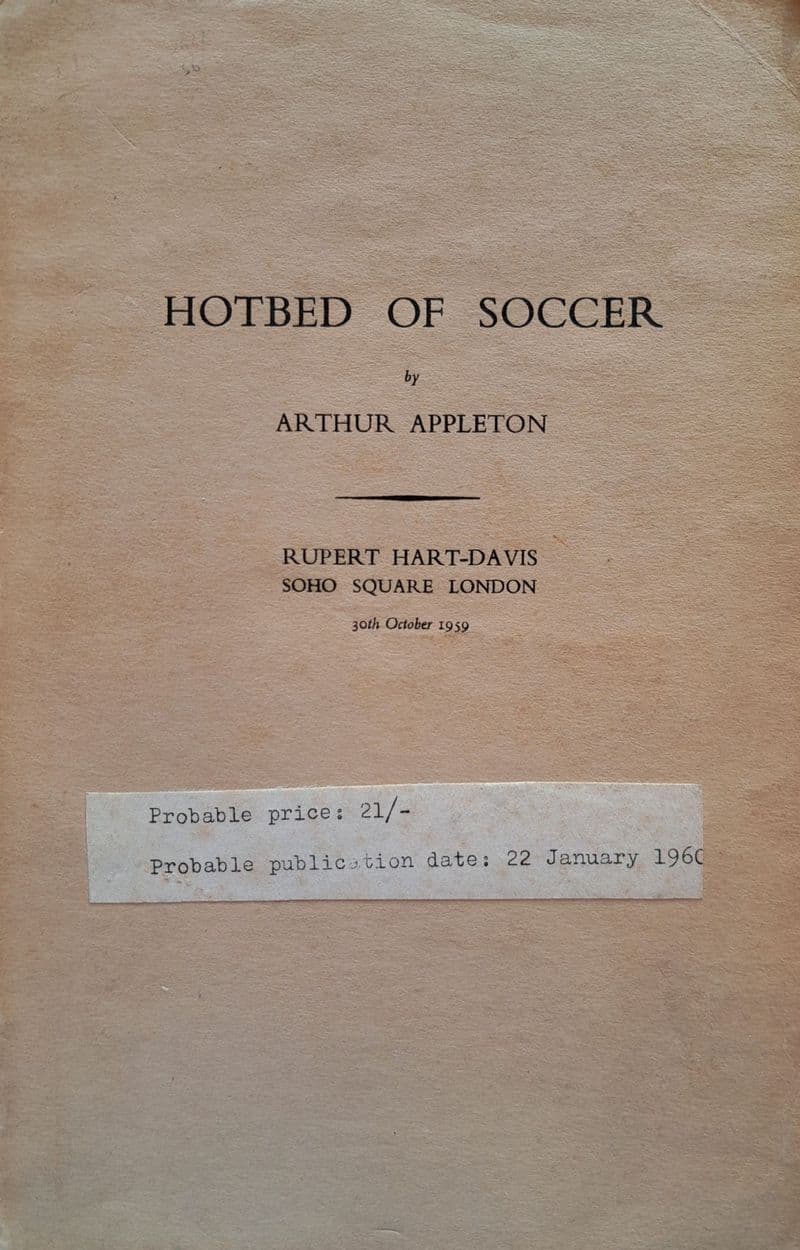 HOTBED OF SOCCER
by
ARTHUR APPLETON
RUPERT HART-DAVIS
SOHO SQUARE LONDON
30th October 1959
Probable price: 21/-
Probable publication date: 22 January 1960